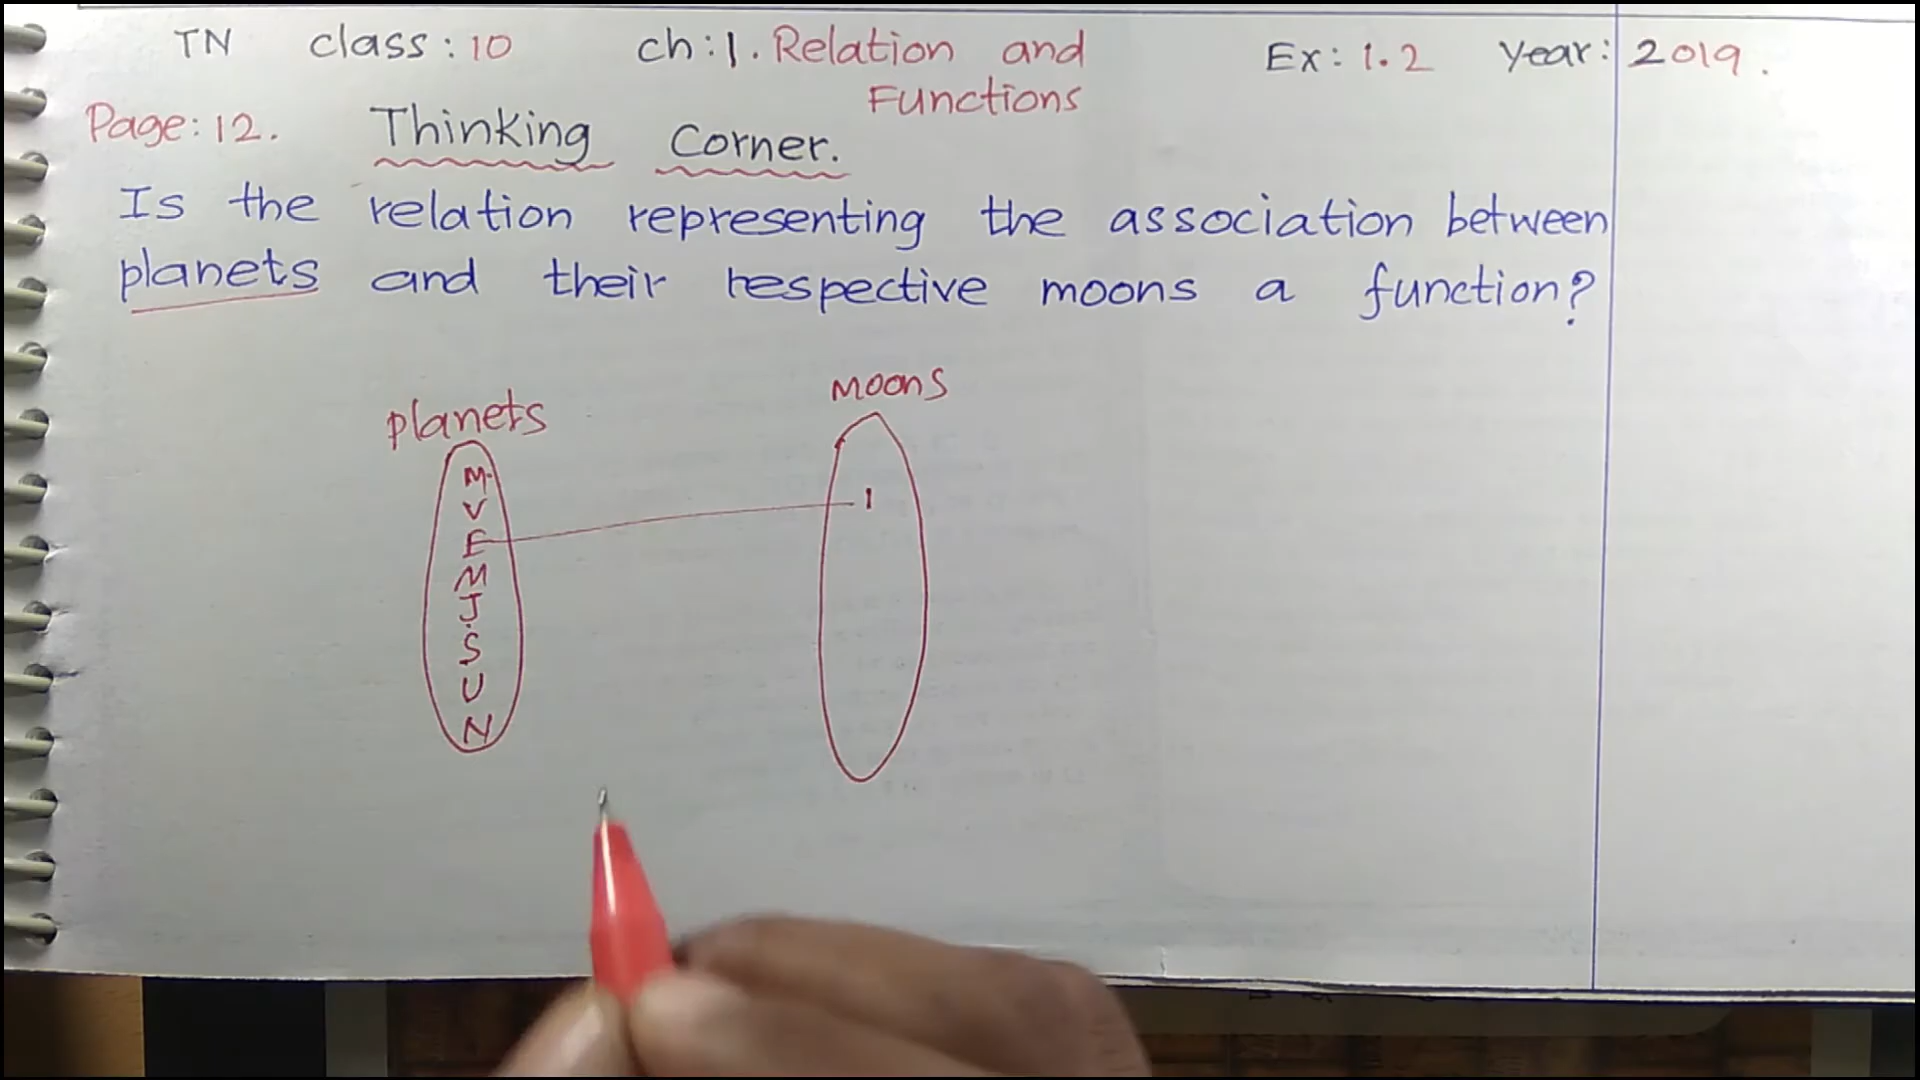 TN class: 10 ch: 1. Relation and Functions Ex: 1.2 Year: 2019.
Page: 12. Thinking Corner.
Is the relation representing the association between
planets and their respective moons a function?
planets moons
M
V 1
E
M
J
S
U
N